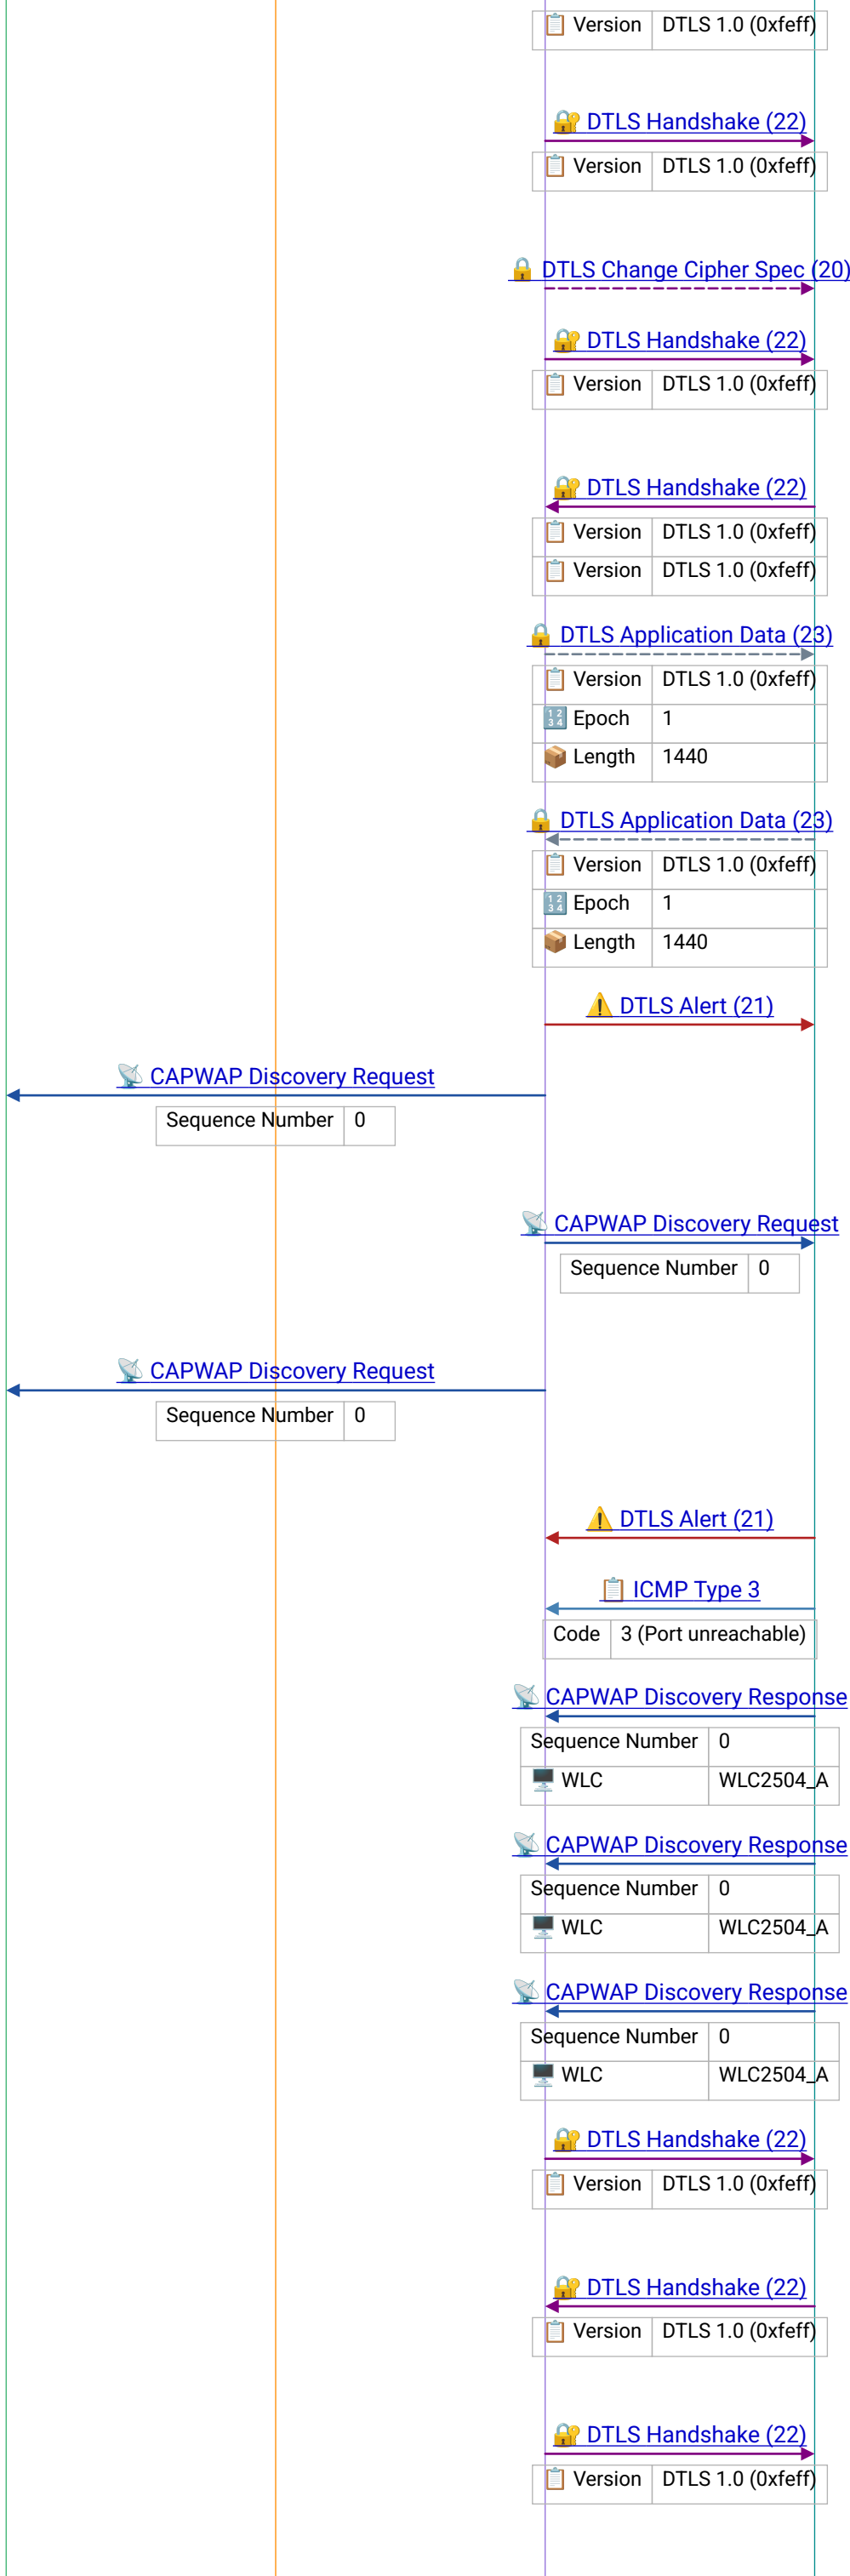 📋 Version DTLS 1.0 (0xfeff)
🔐 DTLS Handshake (22)
📋 Version DTLS 1.0 (0xfeff)
🔒 DTLS Change Cipher Spec (20)
🔐 DTLS Handshake (22)
📋 Version DTLS 1.0 (0xfeff)
🔐 DTLS Handshake (22)
📋 Version DTLS 1.0 (0xfeff)
📋 Version DTLS 1.0 (0xfeff)
🔒 DTLS Application Data (23)
📋 Version DTLS 1.0 (0xfeff)
🔢 Epoch 1
📦 Length 1440
🔒 DTLS Application Data (23)
📋 Version DTLS 1.0 (0xfeff)
🔢 Epoch 1
📦 Length 1440
⚠️ DTLS Alert (21)
📡 CAPWAP Discovery Request
Sequence Number 0
📡 CAPWAP Discovery Request
Sequence Number 0
📡 CAPWAP Discovery Request
Sequence Number 0
⚠️ DTLS Alert (21)
📋 ICMP Type 3
Code 3 (Port unreachable)
📡 CAPWAP Discovery Response
Sequence Number 0
🖥️ WLC WLC2504_A
📡 CAPWAP Discovery Response
Sequence Number 0
🖥️ WLC WLC2504_A
📡 CAPWAP Discovery Response
Sequence Number 0
🖥️ WLC WLC2504_A
🔐 DTLS Handshake (22)
📋 Version DTLS 1.0 (0xfeff)
🔐 DTLS Handshake (22)
📋 Version DTLS 1.0 (0xfeff)
🔐 DTLS Handshake (22)
📋 Version DTLS 1.0 (0xfeff)